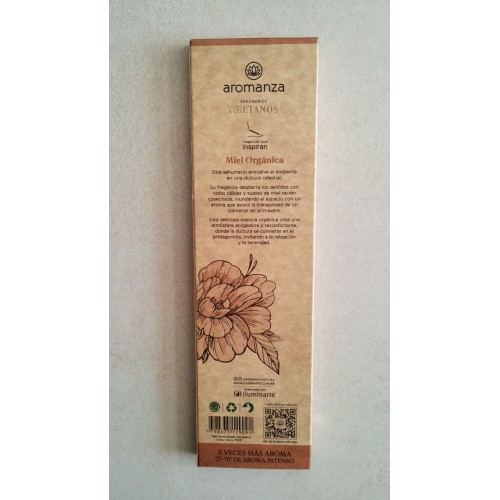 aromanza
SAHUMERIOS
TIBETANOS
fragancias que
inspiran
Miel Orgánica
Este sahumerio envuelve el ambiente
en una dulzura celestial.
Su fragancia despierta los sentidos con
notas cálidas y suaves de miel recién
cosechada, inundando el espacio con un
aroma que evoca la tranquilidad de un
colmenar en primavera.
Esta deliciosa esencia orgánica crea una
atmósfera acogedora y reconfortante,
donde la dulzura se convierte en el
protagonista, invitando a la relajación
y la serenidad.
iluminarte
5 VECES MÁS AROMA
DE AROMA INTENSO